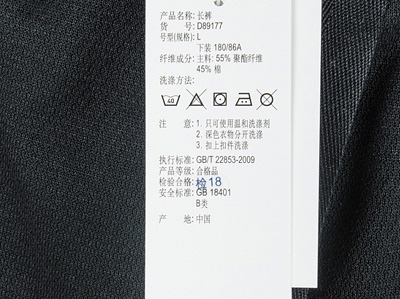 产品名称: 长裤
货 号: D89177
号型(规格): L
下装 180/86A
纤维成分: 主料: 55% 聚酯纤维
45% 棉
洗涤方法:
40
注 意: 1. 只可使用温和洗涤剂
2. 深色衣物分开洗涤
3. 扣上扣件洗涤
执行标准: GB/T 22853-2009
产品等级: 合格品
检验合格: 检18
安全标准: GB 18401
B类
产 地: 中国